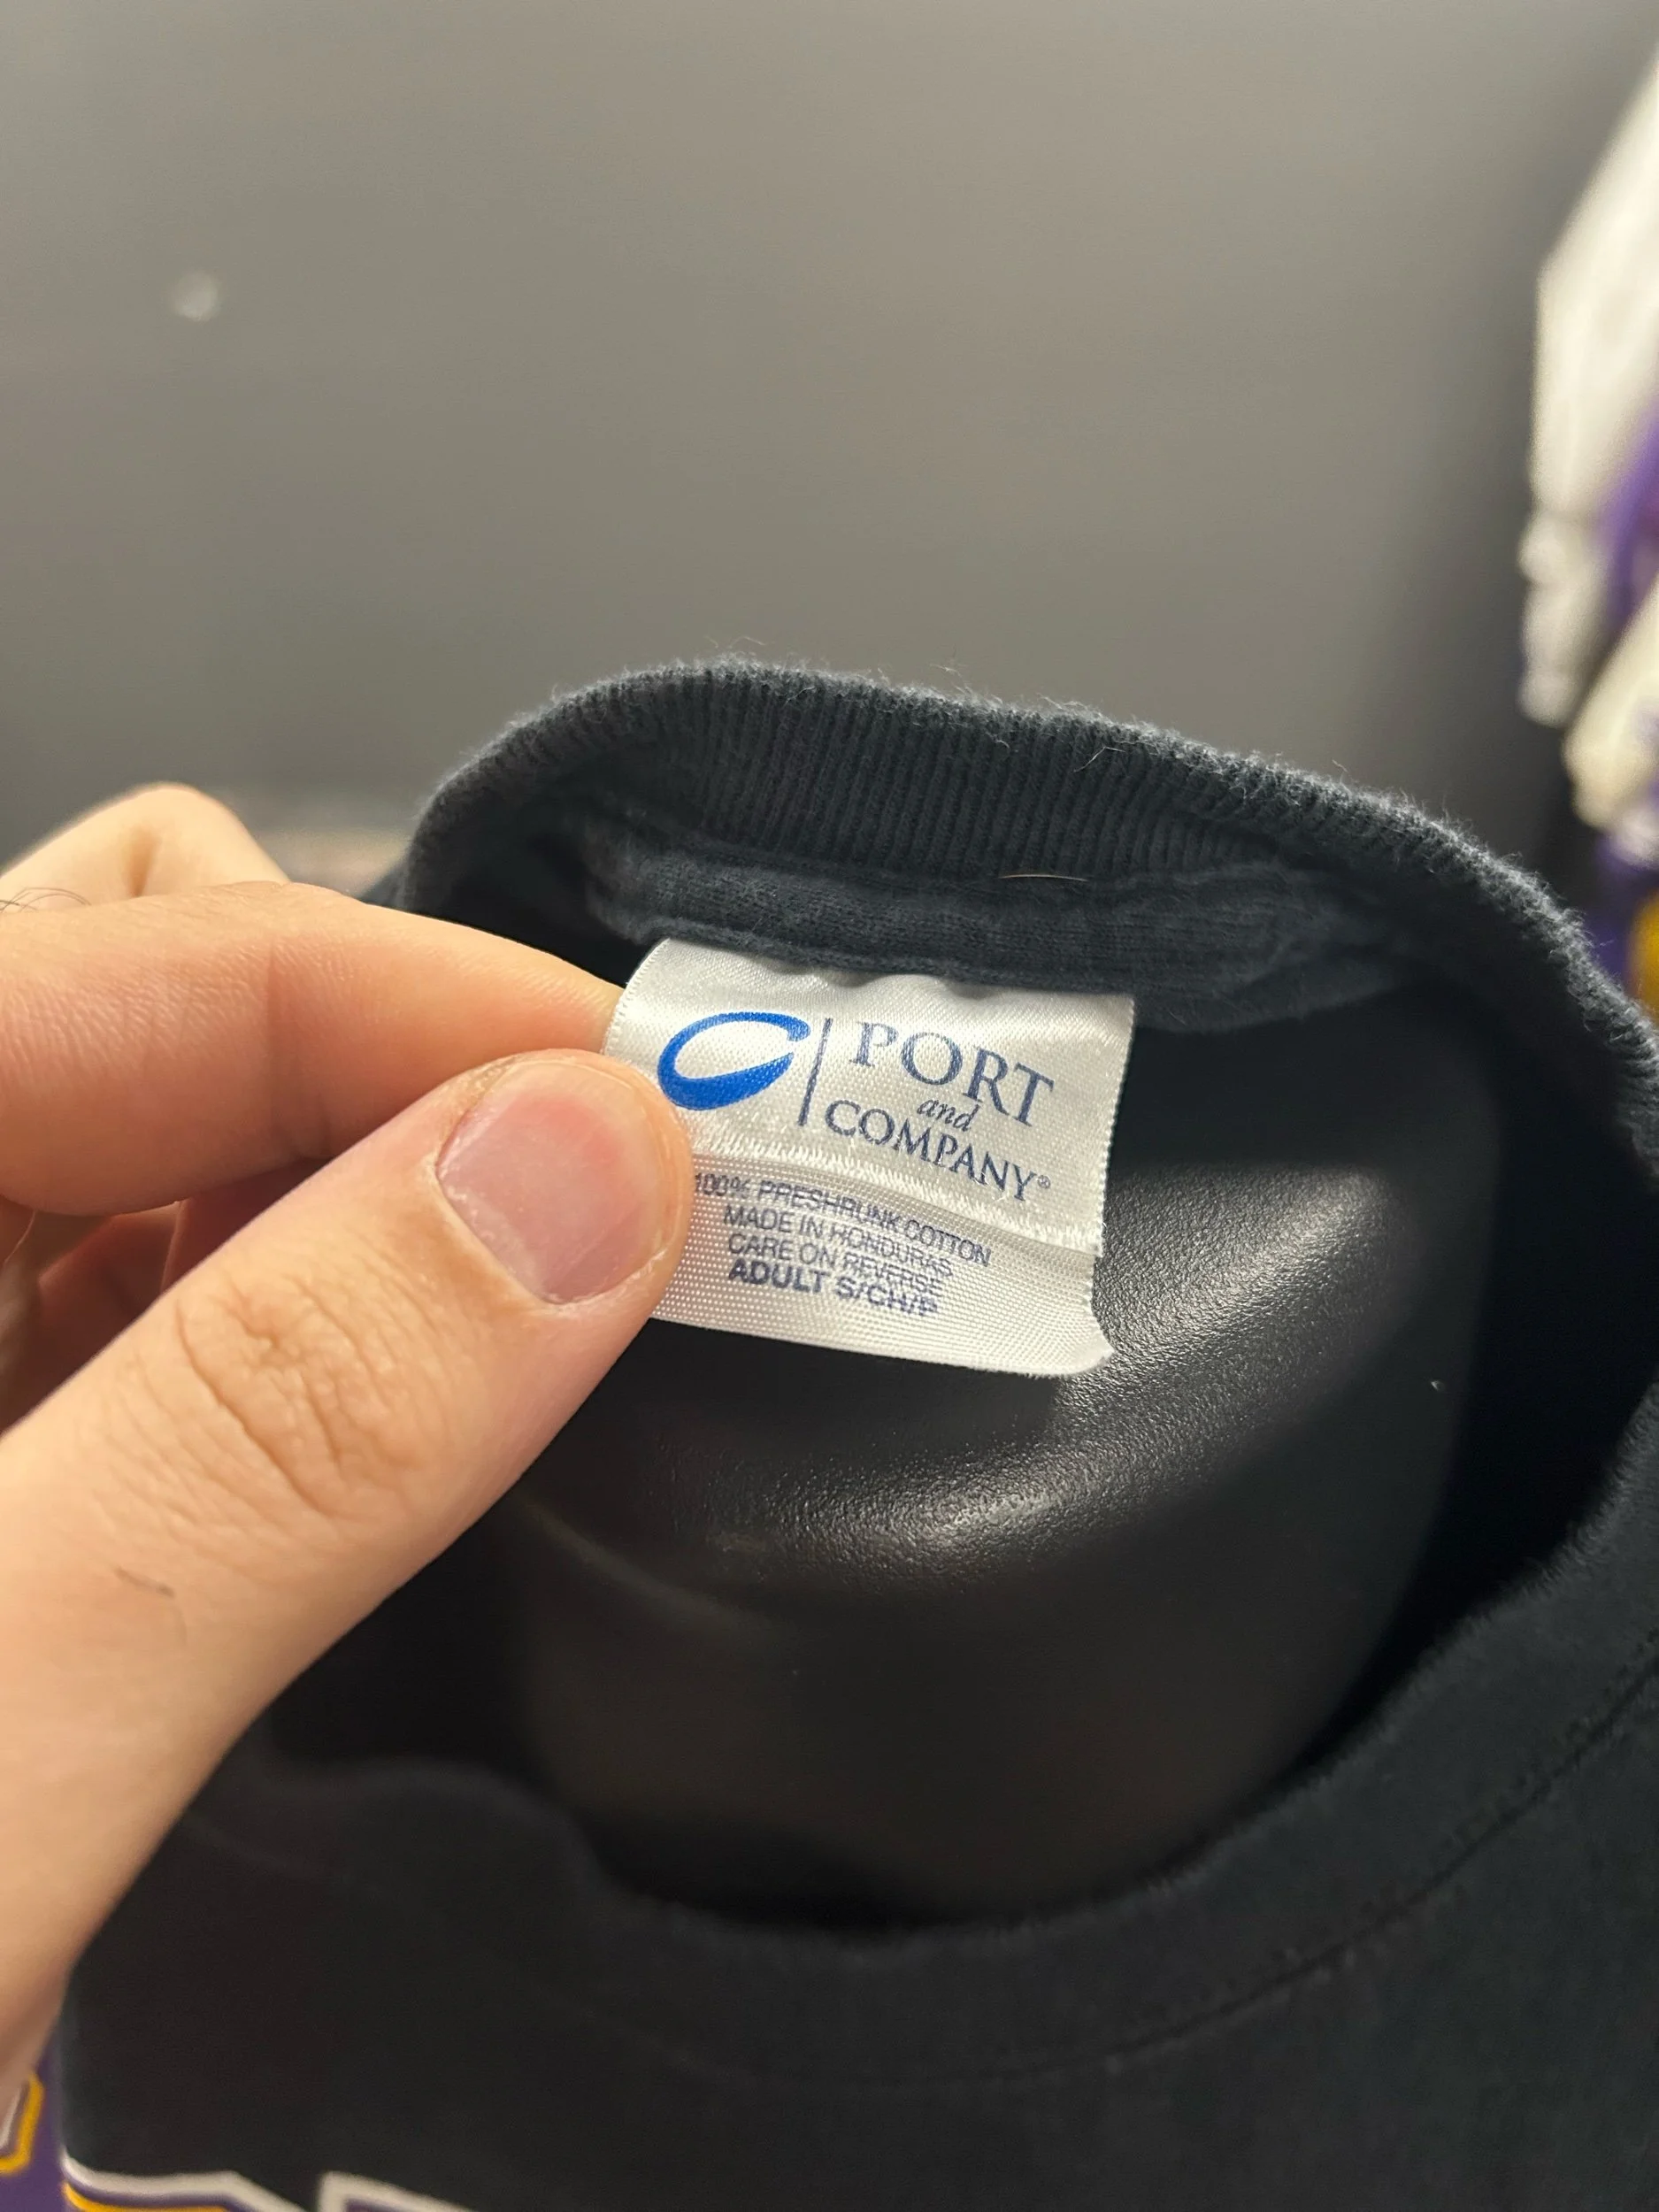 PORT
and
COMPANY®
100% PRESHRUNK COTTON
MADE IN HONDURAS
CARE ON REVERSE
ADULT S/CH/P